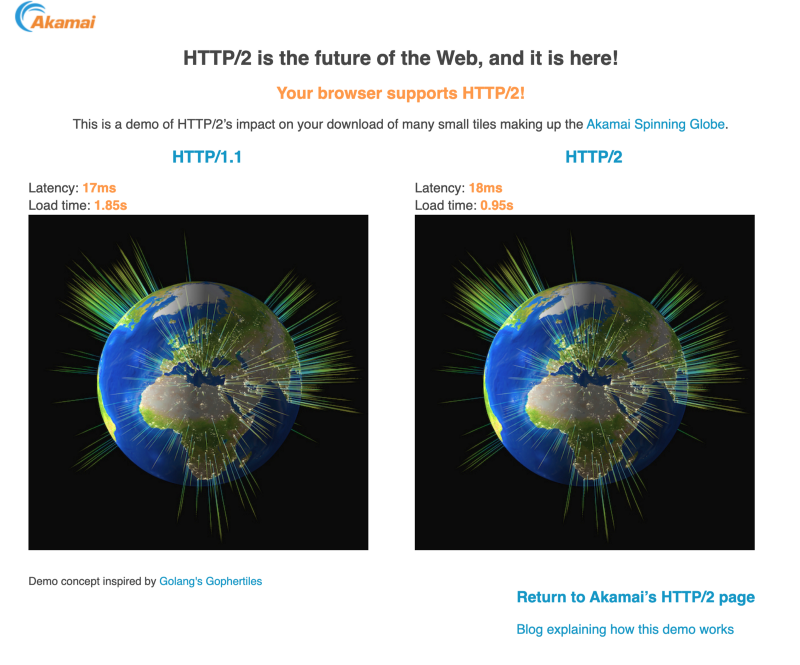 Akamai
HTTP/2 is the future of the Web, and it is here!
Your browser supports HTTP/2!
This is a demo of HTTP/2's impact on your download of many small tiles making up the Akamai Spinning Globe.
HTTP/1.1
Latency: 17ms
Load time: 1.85s
HTTP/2
Latency: 18ms
Load time: 0.95s
Demo concept inspired by Golang's Gophertiles
Return to Akamai's HTTP/2 page
Blog explaining how this demo works